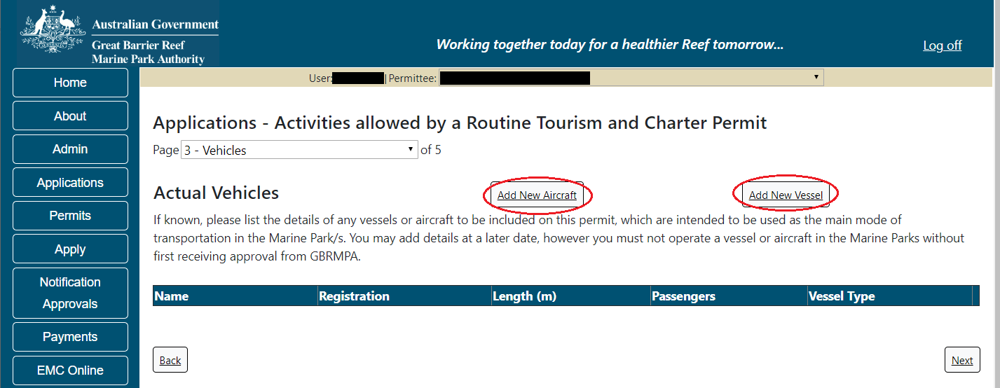 Australian Government
Great Barrier Reef
Marine Park Authority
Working together today for a healthier Reef tomorrow...
Log off
Home
About
Admin
Applications
Permits
Apply
Notification
Approvals
Payments
EMC Online
User: | Permittee:
Applications - Activities allowed by a Routine Tourism and Charter Permit
Page 3 - Vehicles of 5
Actual Vehicles
Add New Aircraft
Add New Vessel
If known, please list the details of any vessels or aircraft to be included on this permit, which are intended to be used as the main mode of
transportation in the Marine Park/s. You may add details at a later date, however you must not operate a vessel or aircraft in the Marine Parks without
first receiving approval from GBRMPA.
Name Registration Length (m) Passengers Vessel Type
Back
Next